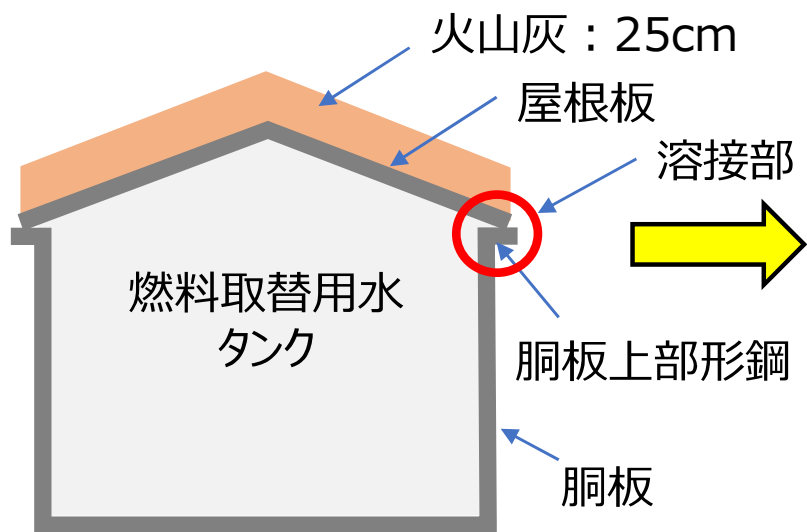 火山灰：25cm
屋根板
溶接部
燃料取替用水
タンク
胴板上部形鋼
胴板